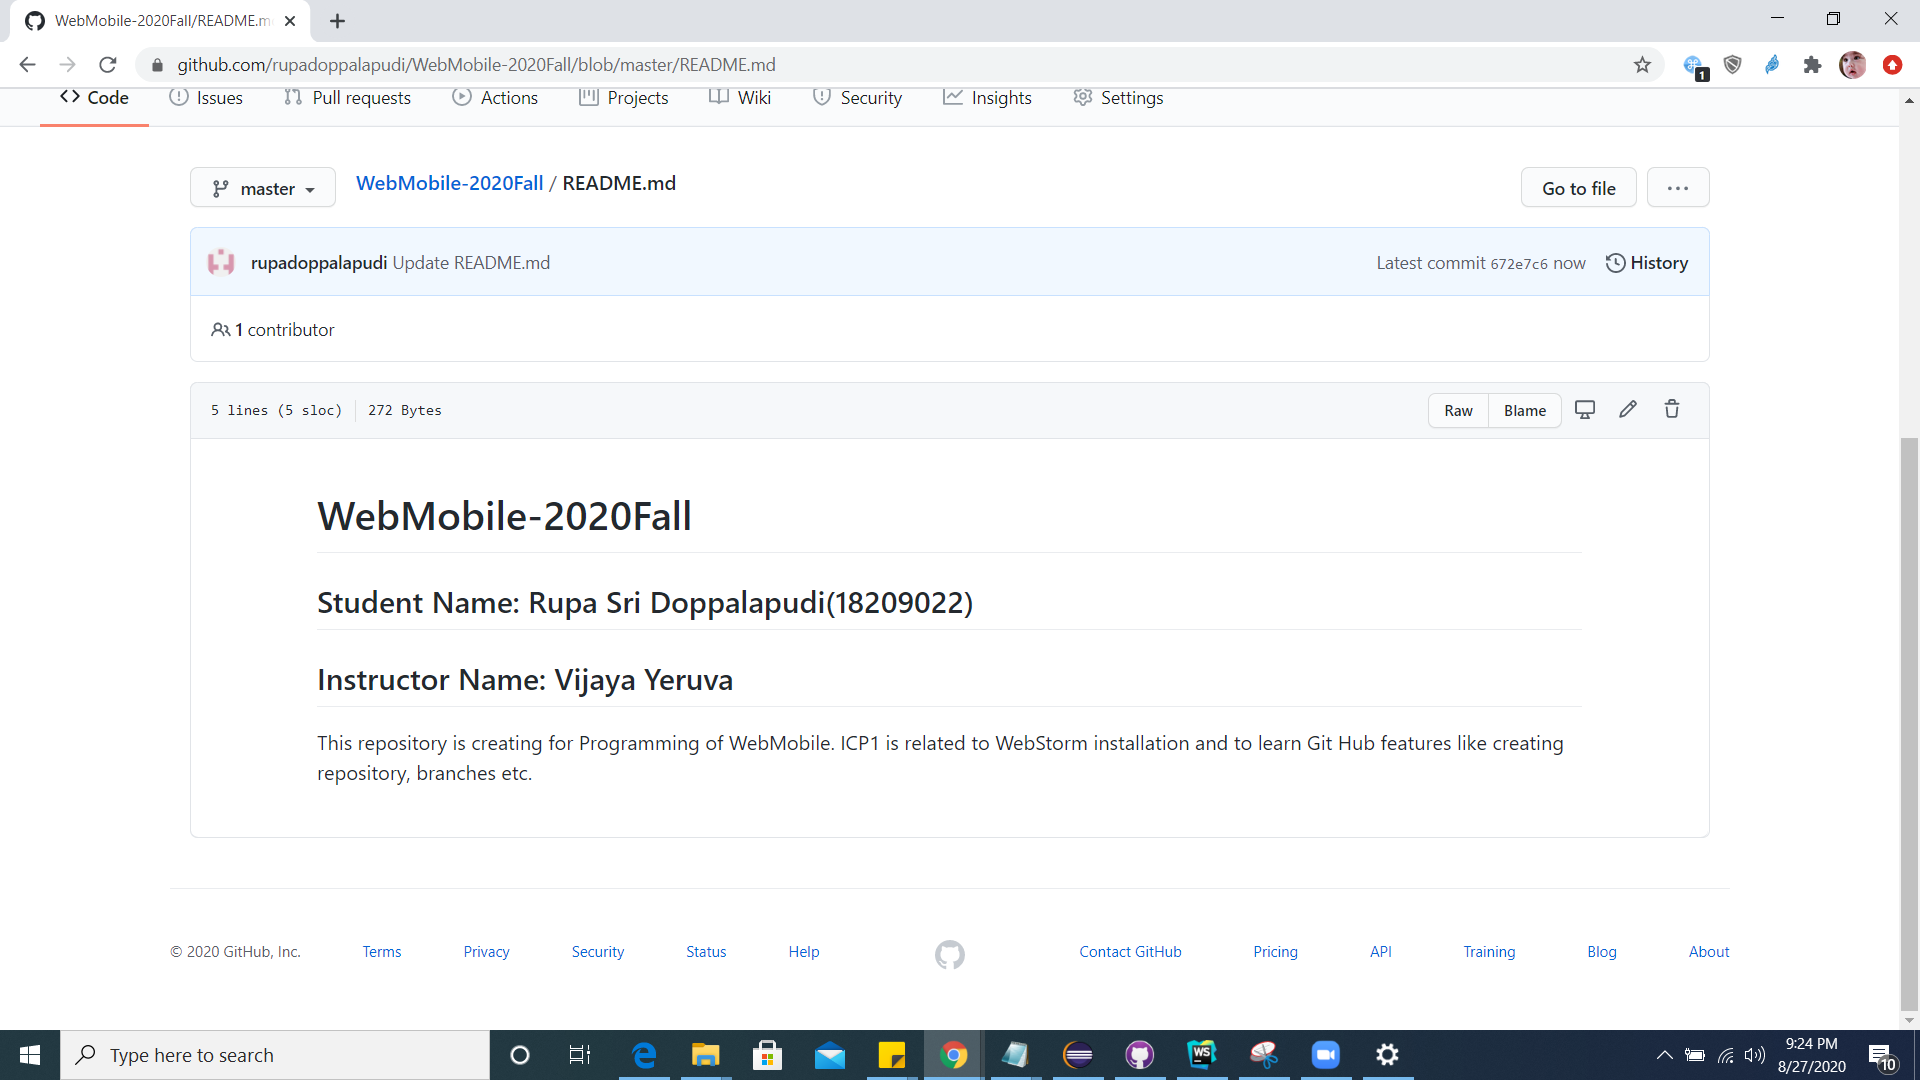 WebMobile-2020Fall/README.m
github.com/rupadoppalapudi/WebMobile-2020Fall/blob/master/README.md
1
Code Issues Pull requests Actions Projects Wiki Security Insights Settings
master WebMobile-2020Fall / README.md Go to file
rupadoppalapudi Update README.md Latest commit 672e7c6 now History
1 contributor
5 lines (5 sloc) 272 Bytes Raw Blame
WebMobile-2020Fall
Student Name: Rupa Sri Doppalapudi(18209022)
Instructor Name: Vijaya Yeruva
This repository is creating for Programming of WebMobile. ICP1 is related to WebStorm installation and to learn Git Hub features like creating
repository, branches etc.
© 2020 GitHub, Inc. Terms Privacy Security Status Help Contact GitHub Pricing API Training Blog About
Type here to search
WS
9:24 PM
8/27/2020
10